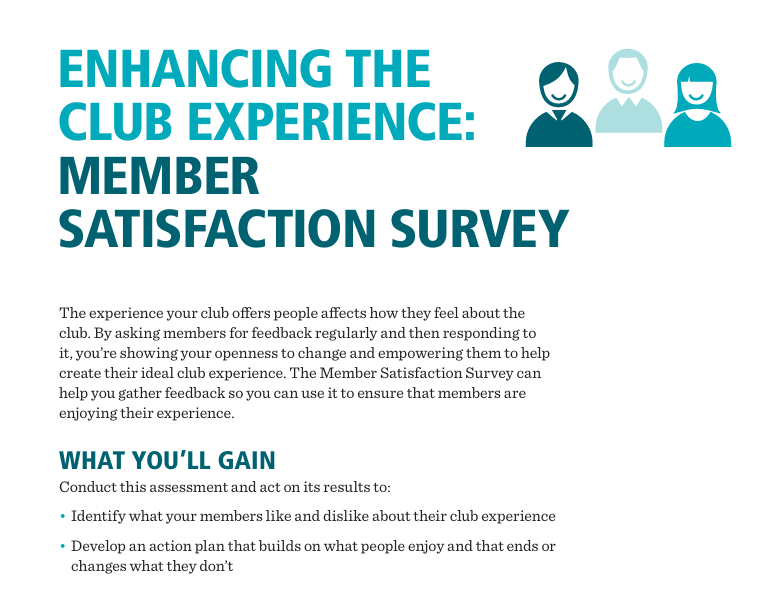 ENHANCING THE
CLUB EXPERIENCE:
MEMBER
SATISFACTION SURVEY
The experience your club offers people affects how they feel about the
club. By asking members for feedback regularly and then responding to
it, you’re showing your openness to change and empowering them to help
create their ideal club experience. The Member Satisfaction Survey can
help you gather feedback so you can use it to ensure that members are
enjoying their experience.
WHAT YOU’LL GAIN
Conduct this assessment and act on its results to:
• Identify what your members like and dislike about their club experience
• Develop an action plan that builds on what people enjoy and that ends or
changes what they don’t